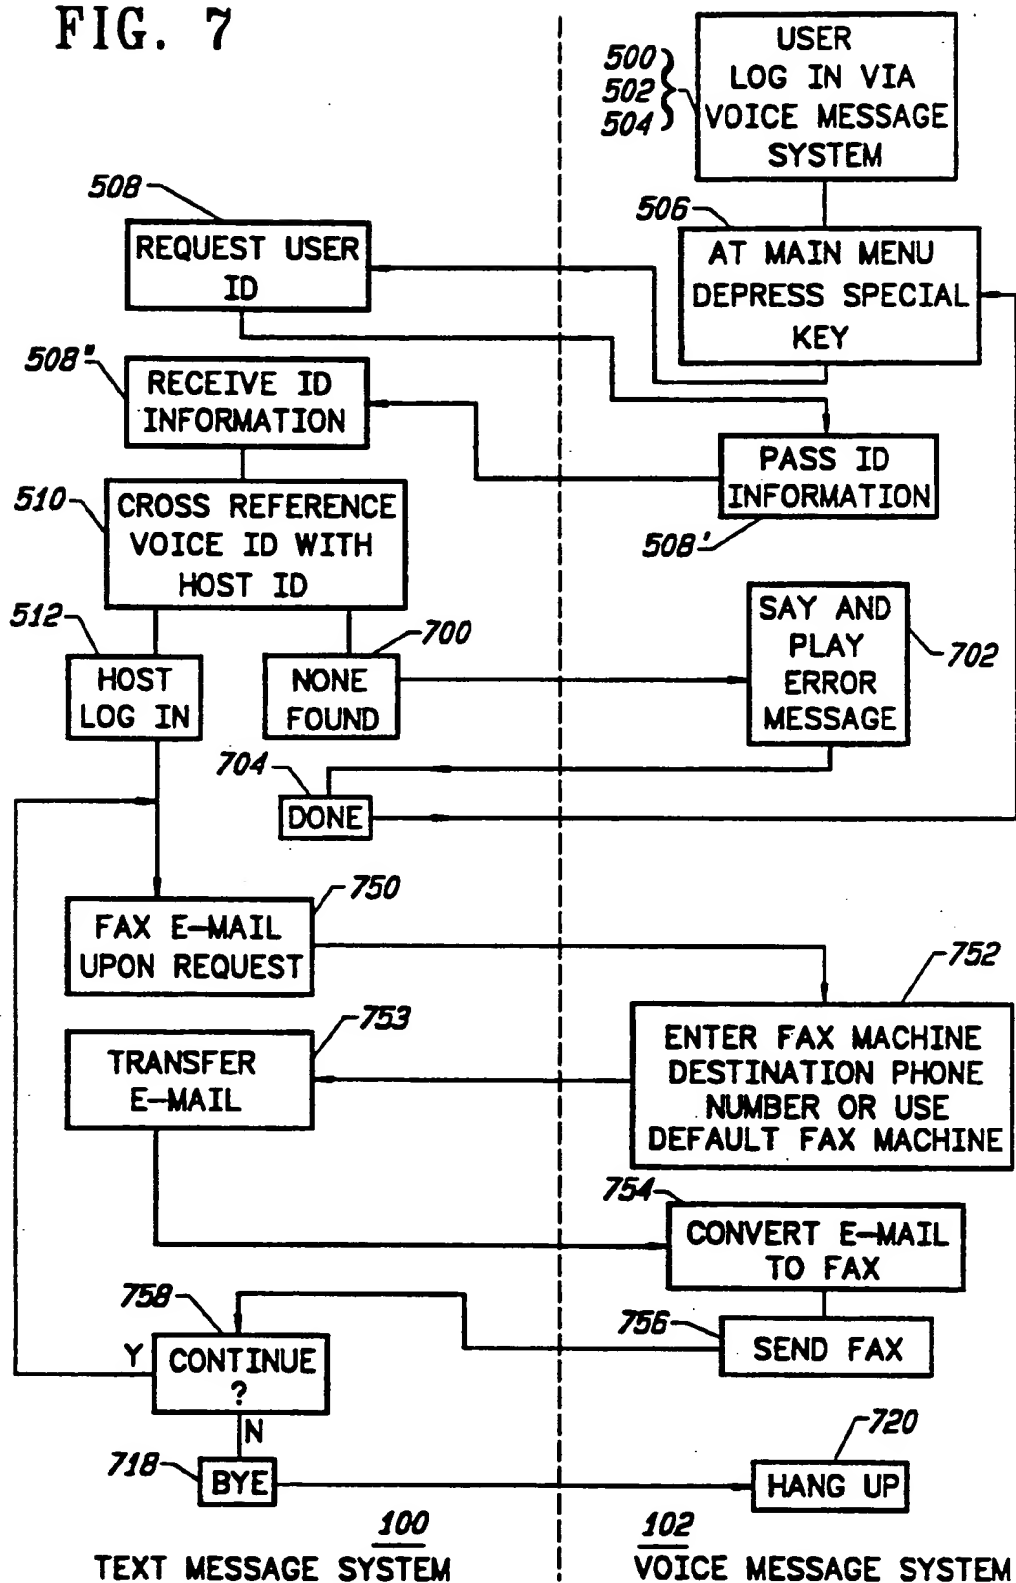 FIG. 7
500
502
504
USER
LOG IN VIA
VOICE MESSAGE
SYSTEM
508
506
REQUEST USER
ID
AT MAIN MENU
DEPRESS SPECIAL
KEY
508"
RECEIVE ID
INFORMATION
PASS ID
INFORMATION
508'
510
CROSS REFERENCE
VOICE ID WITH
HOST ID
512
HOST
LOG IN
700
NONE
FOUND
SAY AND
PLAY
ERROR
MESSAGE
702
704
DONE
750
FAX E-MAIL
UPON REQUEST
752
ENTER FAX MACHINE
DESTINATION PHONE
NUMBER OR USE
DEFAULT FAX MACHINE
753
TRANSFER
E-MAIL
754
CONVERT E-MAIL
TO FAX
756
SEND FAX
758
Y
CONTINUE
?
N
718
BYE
720
HANG UP
100
TEXT MESSAGE SYSTEM
102
VOICE MESSAGE SYSTEM